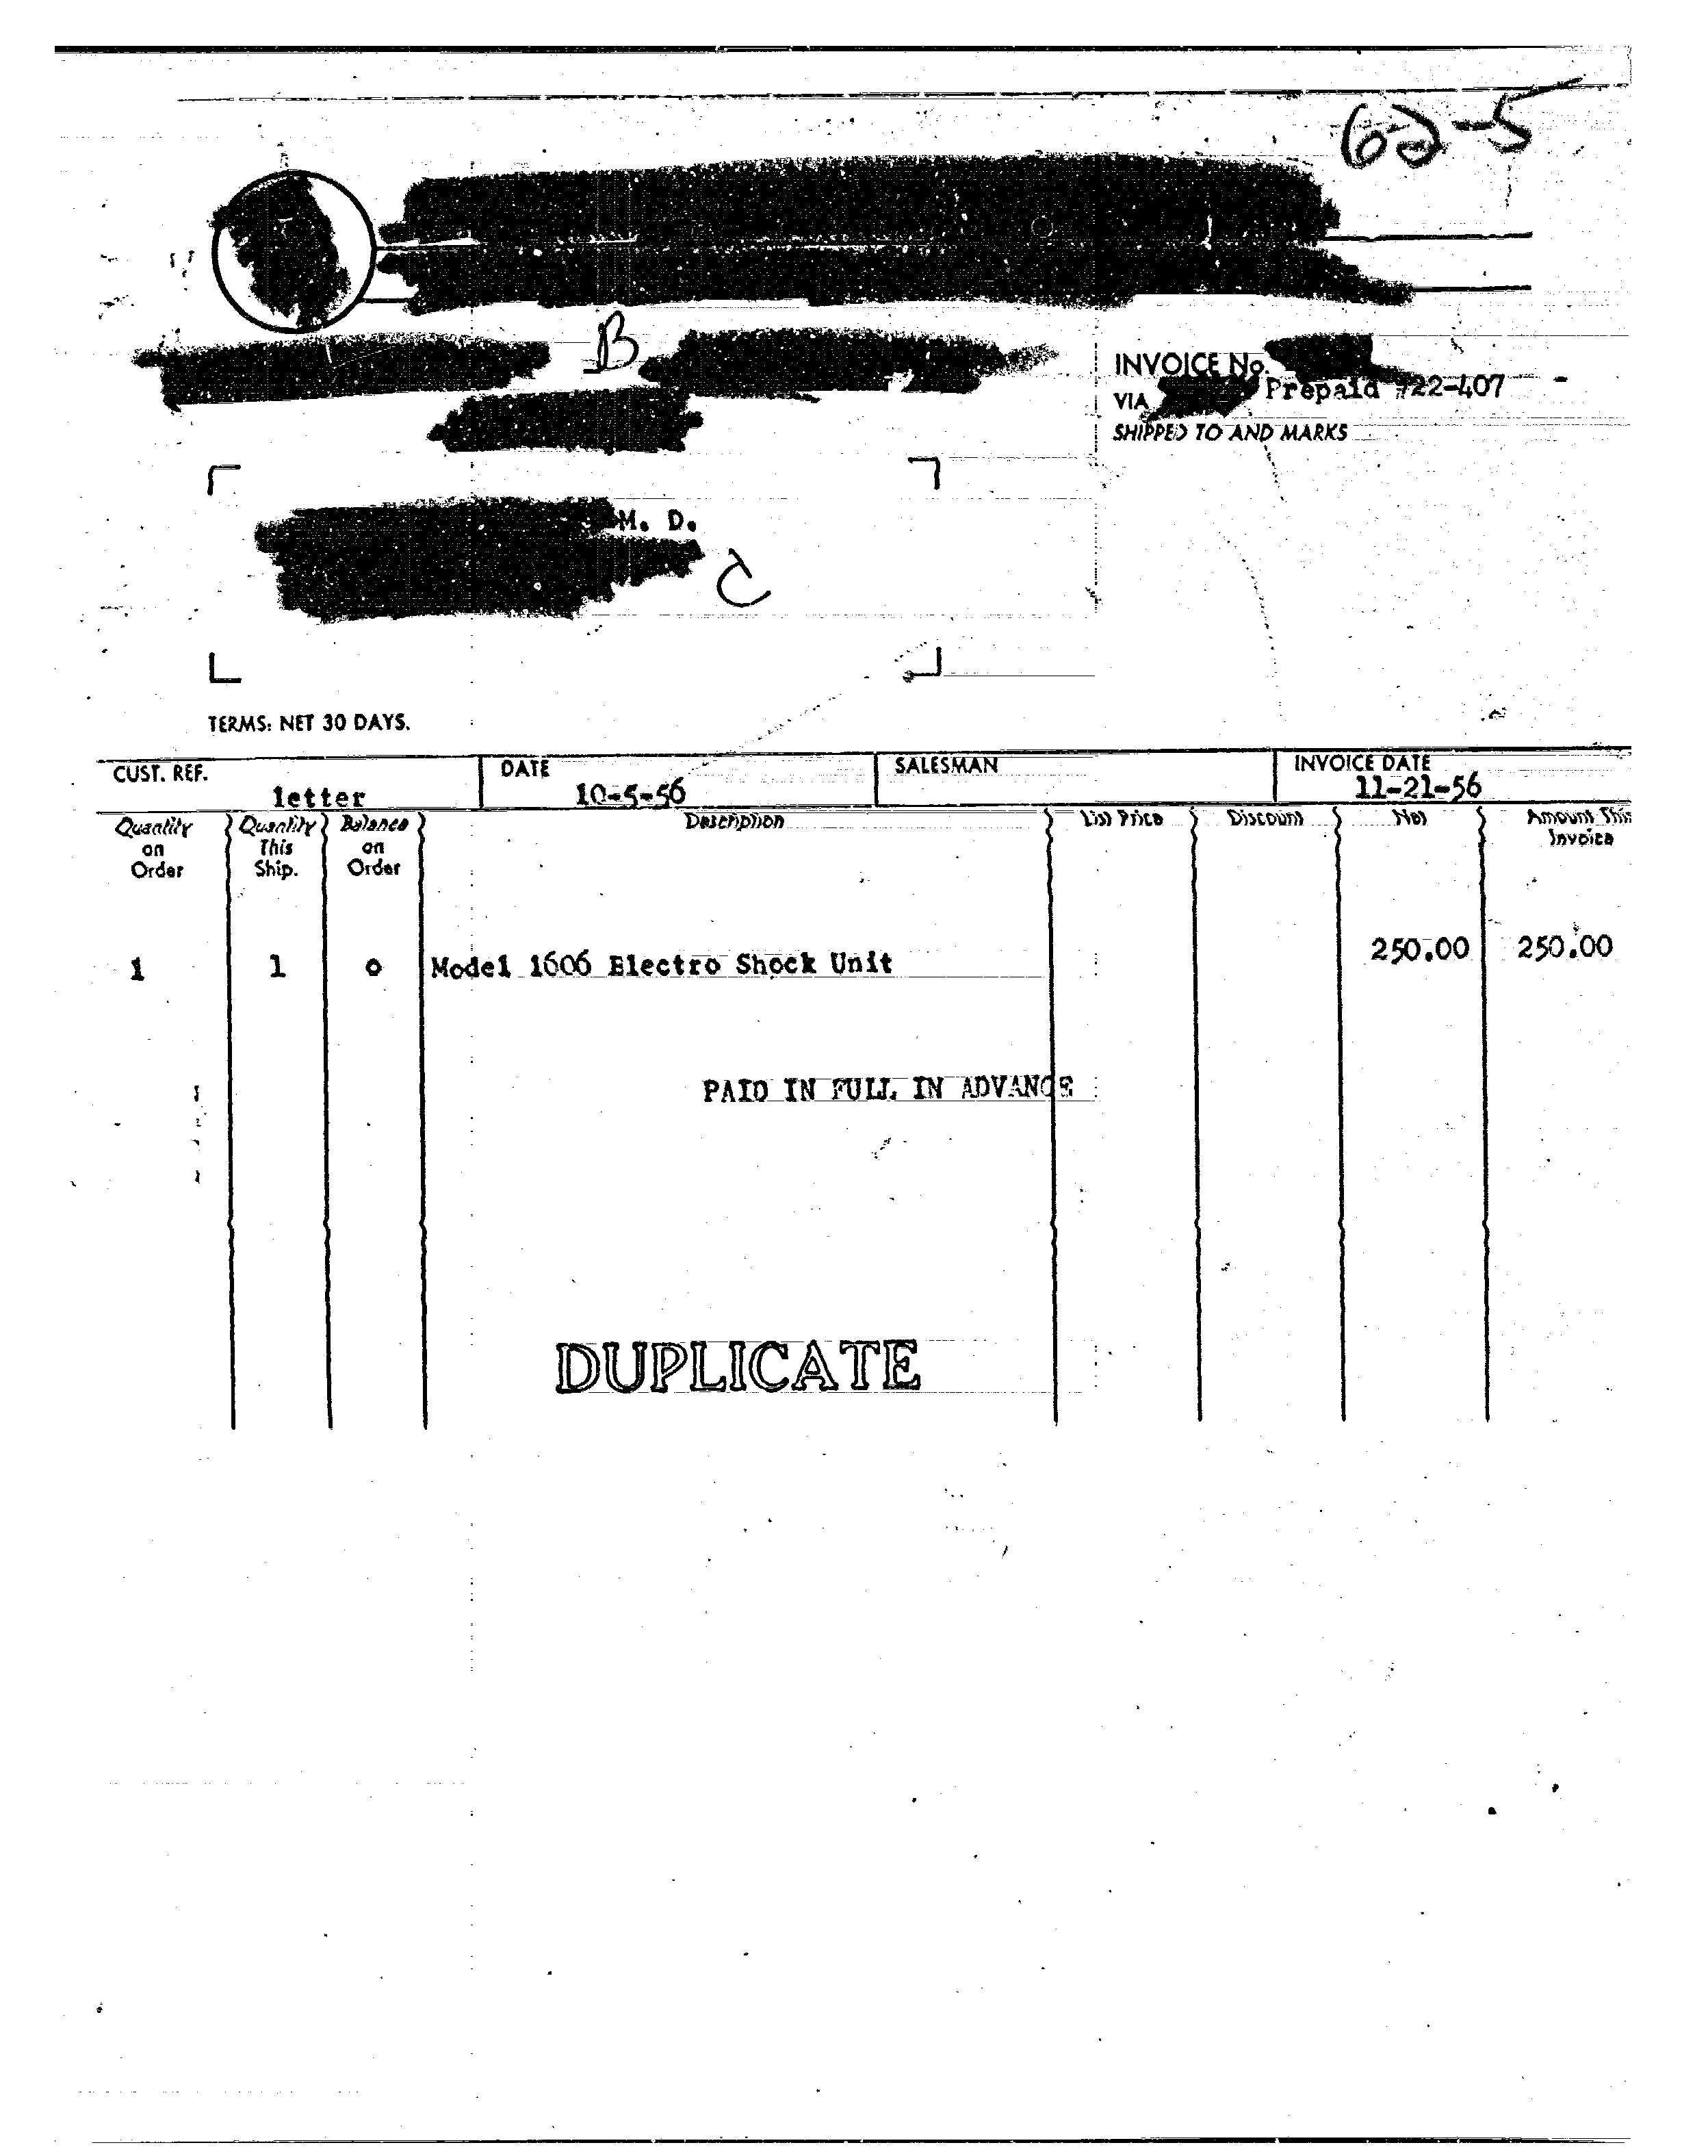 62-5
B
INVOICE No.
VIA Prepaid #22-407
SHIPPED TO AND MARKS
M. D.
C
TERMS: NET 30 DAYS.
CUST. REF. DATE SALESMAN INVOICE DATE
letter 10-5-56 11-21-56
Quantity on Order Quantity This Ship. Balance on Order Description List Price Discount Net Amount This Invoice
1 1 0 Model 1606 Electro Shock Unit 250.00 250.00
PAID IN FULL IN ADVANCE
DUPLICATE